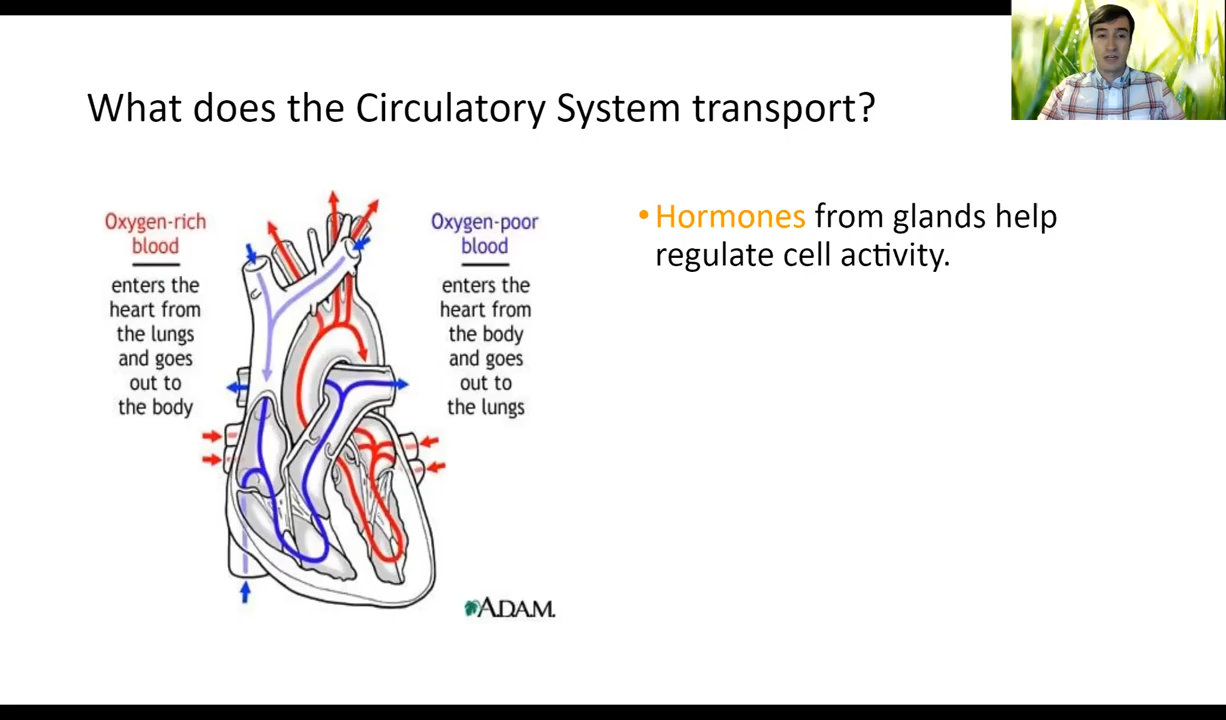 What does the Circulatory System transport?
Oxygen-rich
blood
enters the
heart from
the lungs
and goes
out to
the body
Oxygen-poor
blood
enters the
heart from
the body
and goes
out to
the lungs
ADAM.
•Hormones from glands help
regulate cell activity.